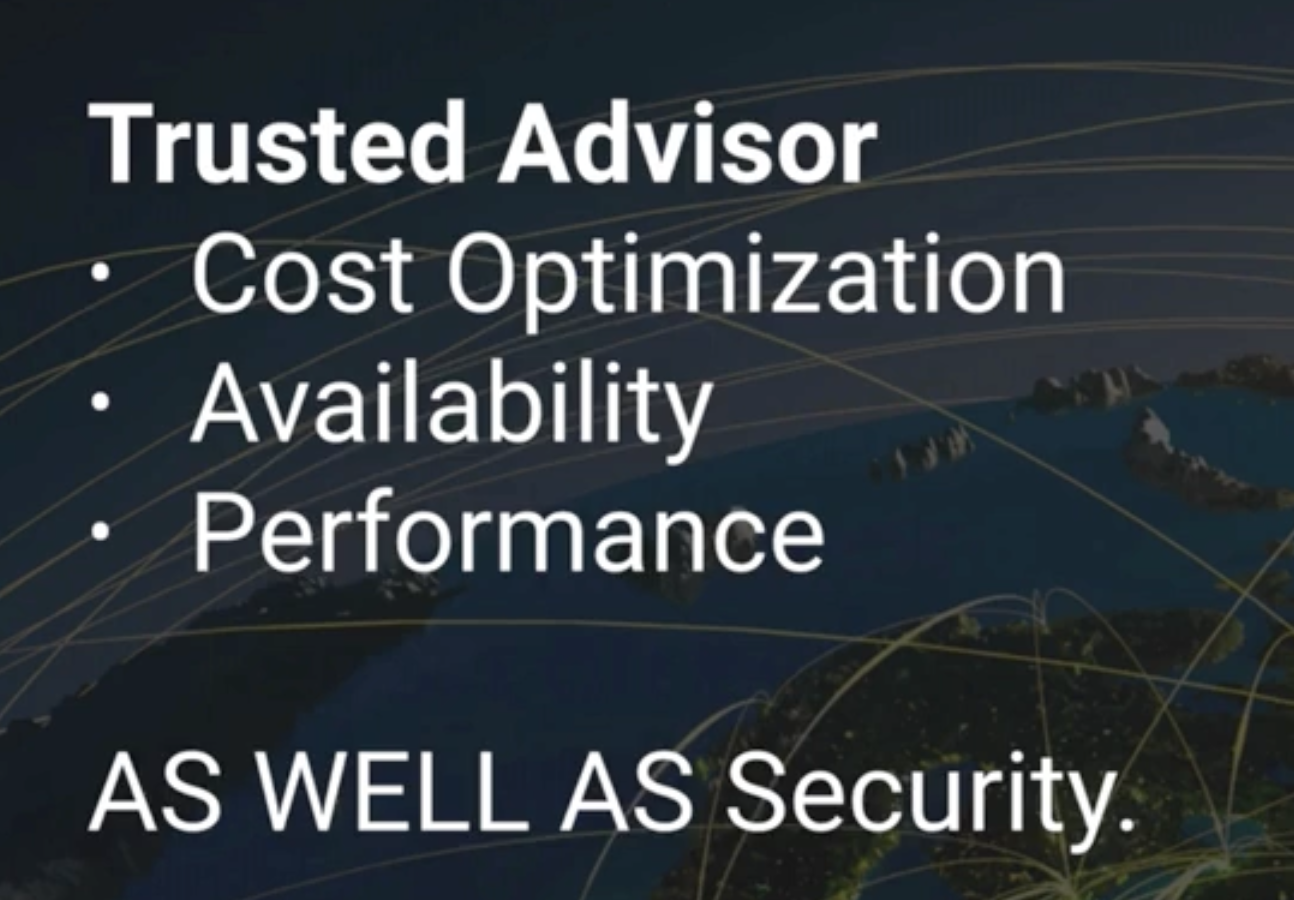 Trusted Advisor
• Cost Optimization
• Availability
• Performance
AS WELL AS Security.